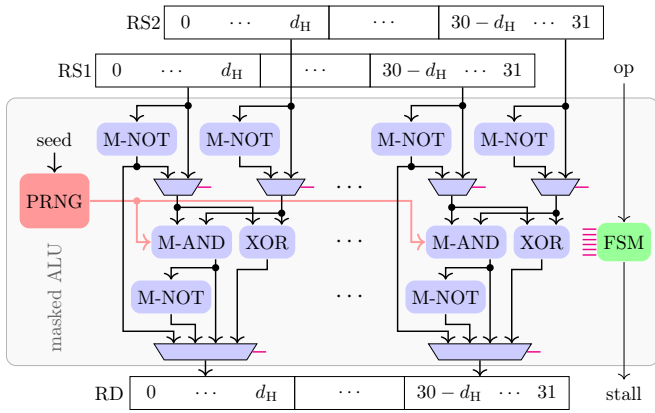 RS2 0 ··· d_H ··· 30 − d_H ··· 31
RS1 0 ··· d_H ··· 30 − d_H ··· 31
op
M-NOT M-NOT M-NOT M-NOT
seed
PRNG ···
M-AND XOR ··· M-AND XOR FSM
masked ALU
M-NOT ··· M-NOT
RD 0 ··· d_H ··· 30 − d_H ··· 31
stall